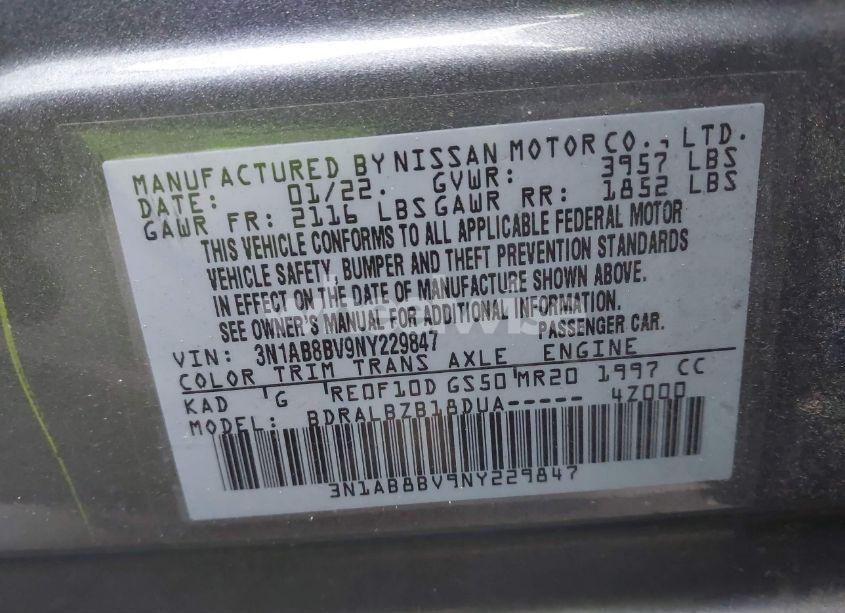 MANUFACTURED BY NISSAN MOTOR CO., LTD.
DATE: 01/22. GVWR: 3957 LBS
GAWR FR: 2116 LBS GAWR RR: 1852 LBS
THIS VEHICLE CONFORMS TO ALL APPLICABLE FEDERAL MOTOR
VEHICLE SAFETY, BUMPER AND THEFT PREVENTION STANDARDS
IN EFFECT ON THE DATE OF MANUFACTURE SHOWN ABOVE.
SEE OWNER'S MANUAL FOR ADDITIONAL INFORMATION.
VIN: 3N1AB8BV9NY229847 PASSENGER CAR.
COLOR TRIM TRANS AXLE ENGINE
KAD G RE0F10D GS50 MR20 1997 CC
MODEL: BDRALBZB18DUA----- 4Z000
3N1AB8BV9NY229847